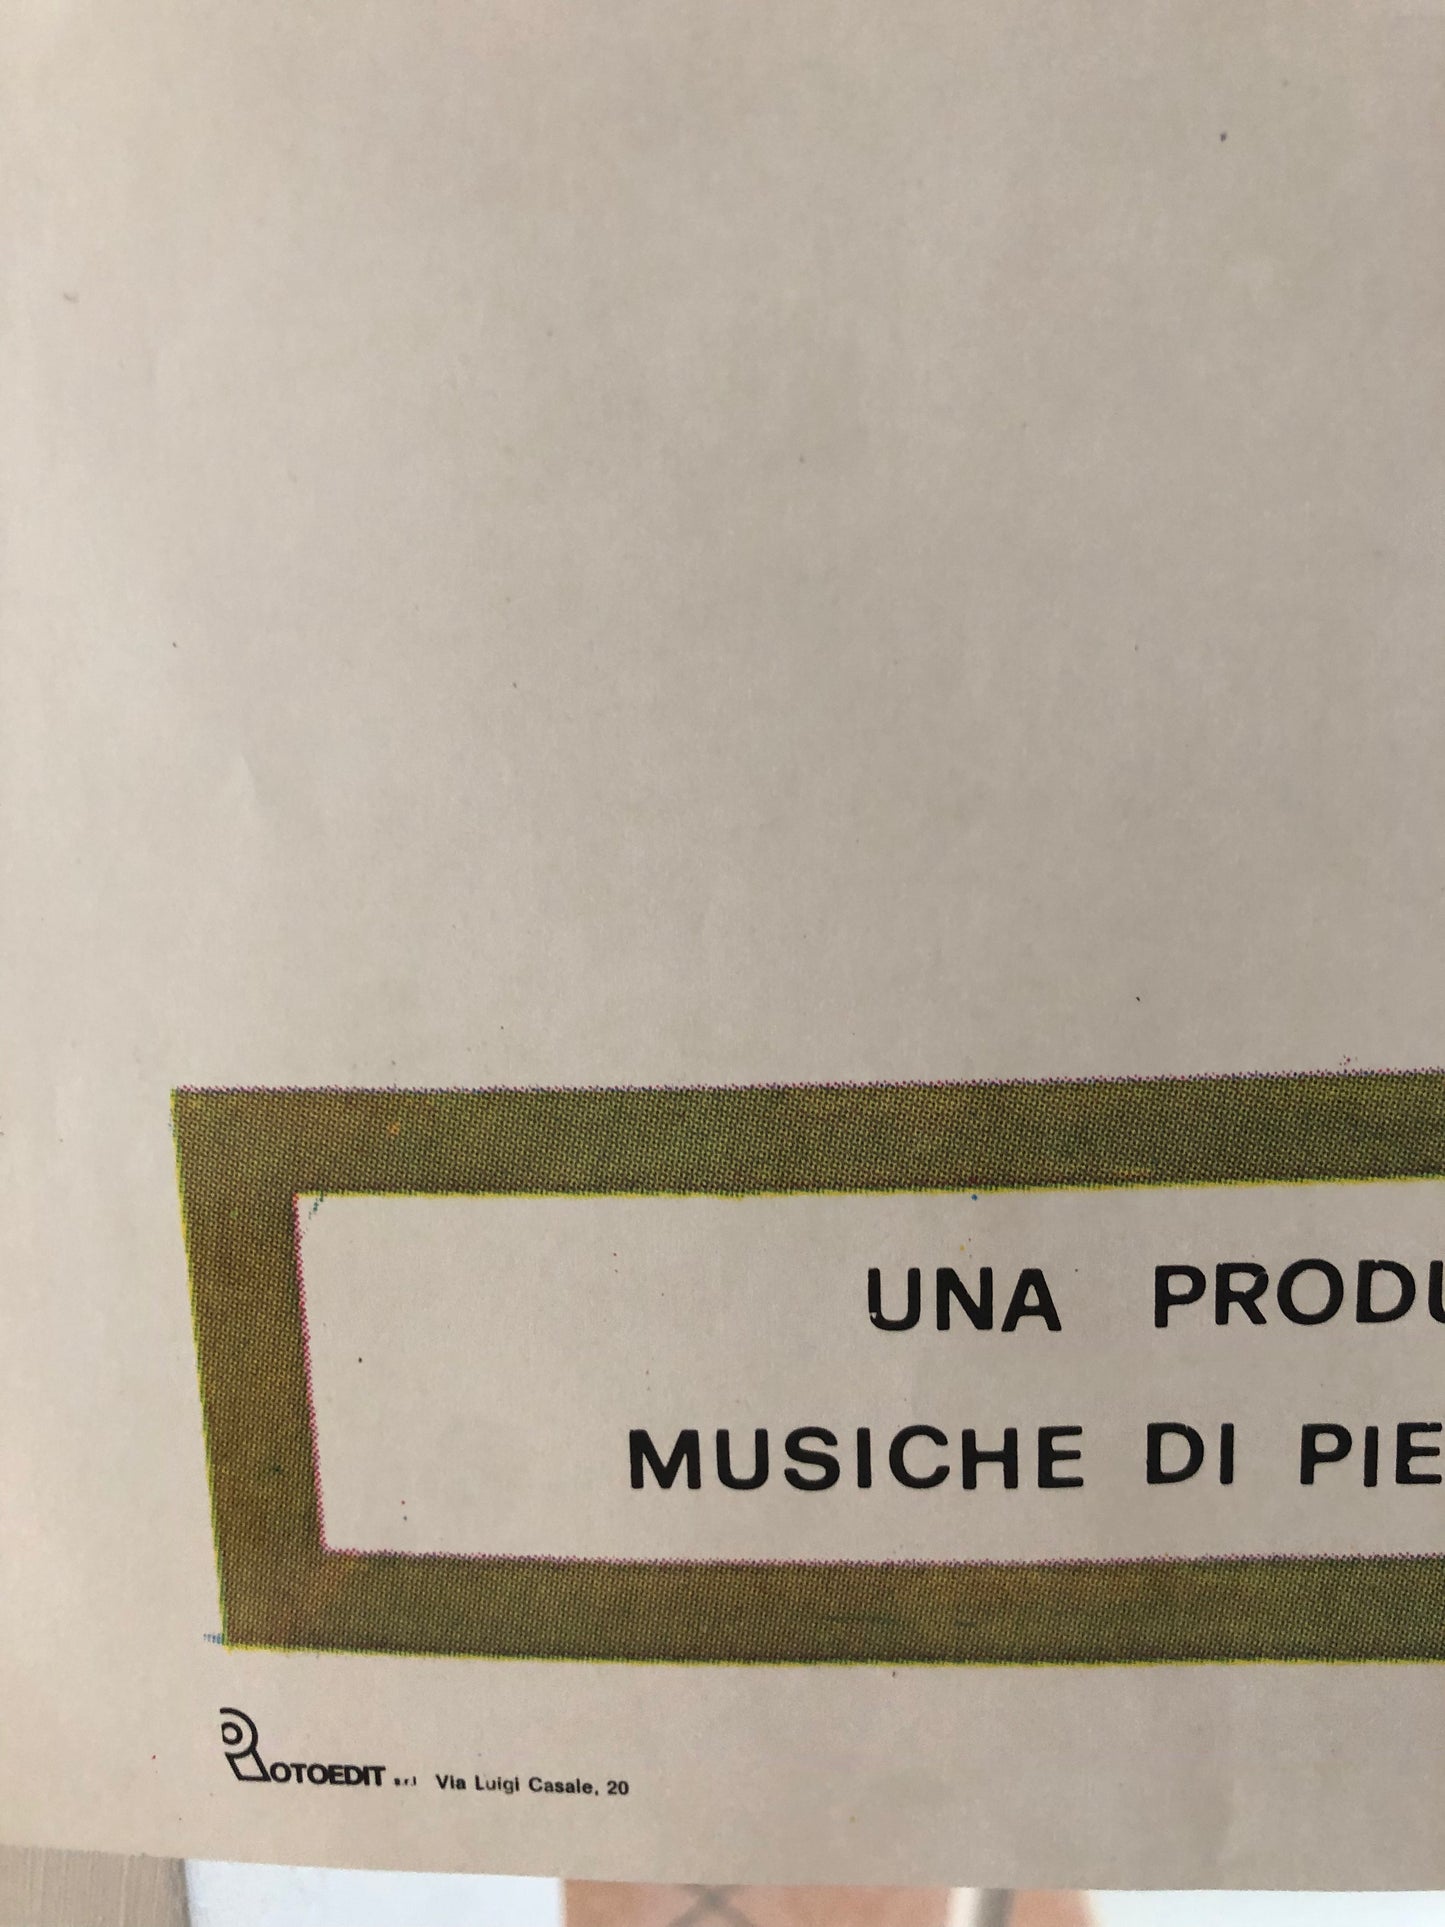 UNA PRODU
MUSICHE DI PIE
ROTOEDIT s.r.l Via Luigi Casale, 20